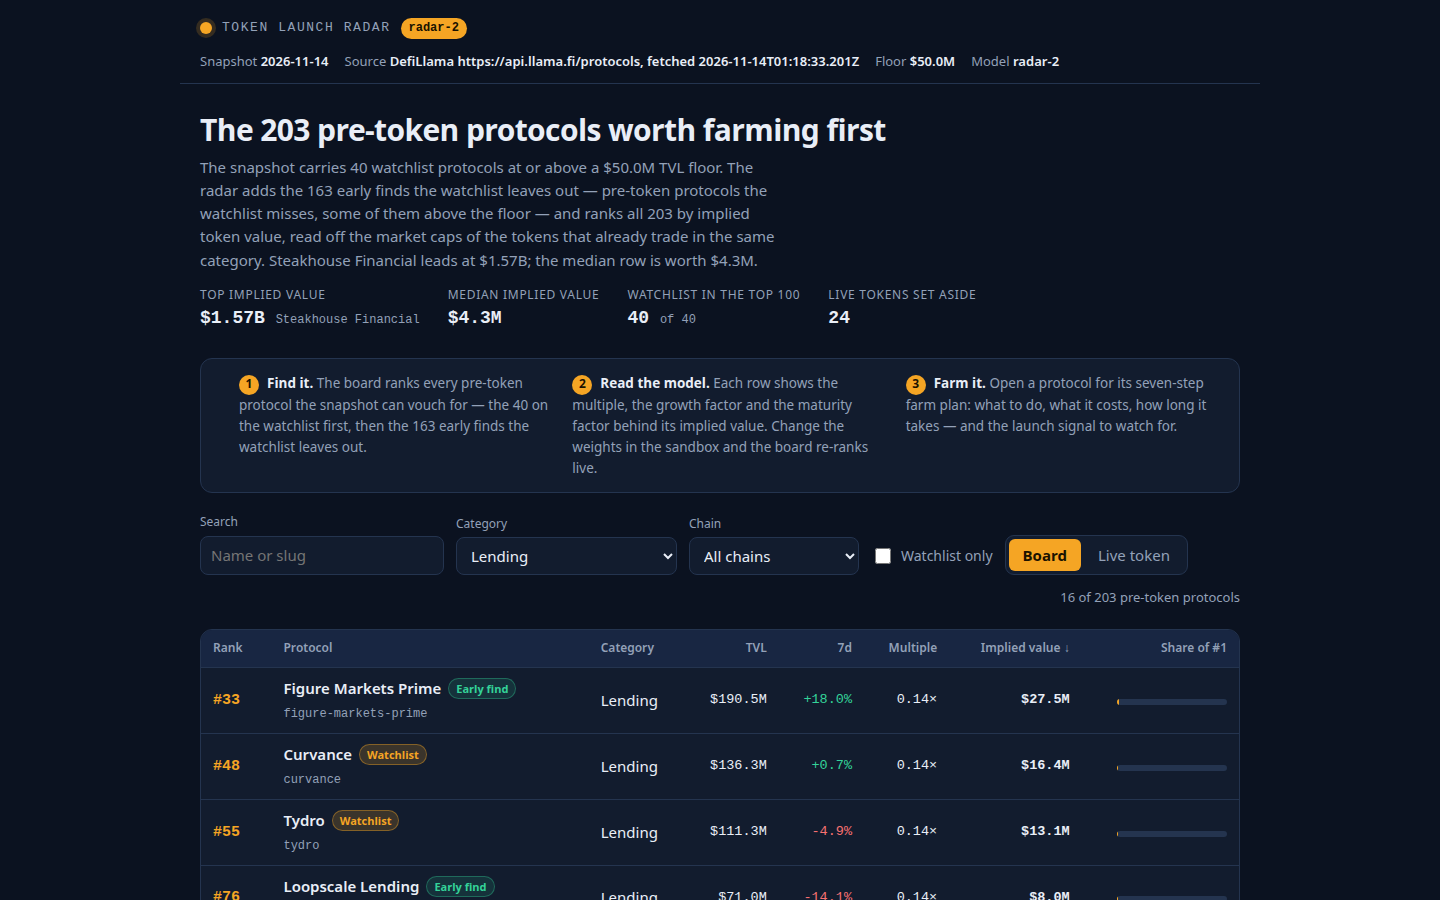 TOKEN LAUNCH RADAR radar-2
Snapshot 2026-11-14 Source DefiLlama https://api.llama.fi/protocols, fetched 2026-11-14T01:18:33.201Z Floor $50.0M Model radar-2
The 203 pre-token protocols worth farming first
The snapshot carries 40 watchlist protocols at or above a $50.0M TVL floor. The
radar adds the 163 early finds the watchlist leaves out — pre-token protocols the
watchlist misses, some of them above the floor — and ranks all 203 by implied
token value, read off the market caps of the tokens that already trade in the same
category. Steakhouse Financial leads at $1.57B; the median row is worth $4.3M.
TOP IMPLIED VALUE MEDIAN IMPLIED VALUE WATCHLIST IN THE TOP 100 LIVE TOKENS SET ASIDE
$1.57B Steakhouse Financial $4.3M 40 of 40 24
1 Find it. The board ranks every pre-token
protocol the snapshot can vouch for — the 40 on
the watchlist first, then the 163 early finds the
watchlist leaves out.
2 Read the model. Each row shows the
multiple, the growth factor and the maturity
factor behind its implied value. Change the
weights in the sandbox and the board re-ranks
live.
3 Farm it. Open a protocol for its seven-step
farm plan: what to do, what it costs, how long it
takes — and the launch signal to watch for.
Search Category Chain
Name or slug Lending All chains Watchlist only Board Live token
16 of 203 pre-token protocols
Rank Protocol Category TVL 7d Multiple Implied value ↓ Share of #1
#33 Figure Markets Prime Early find Lending $190.5M +18.0% 0.14× $27.5M
figure-markets-prime
#48 Curvance Watchlist Lending $136.3M +0.7% 0.14× $16.4M
curvance
#55 Tydro Watchlist Lending $111.3M -4.9% 0.14× $13.1M
tydro
#76 Loopscale Lending Early find Lending $71.0M -14.1% 0.14× $8.0M